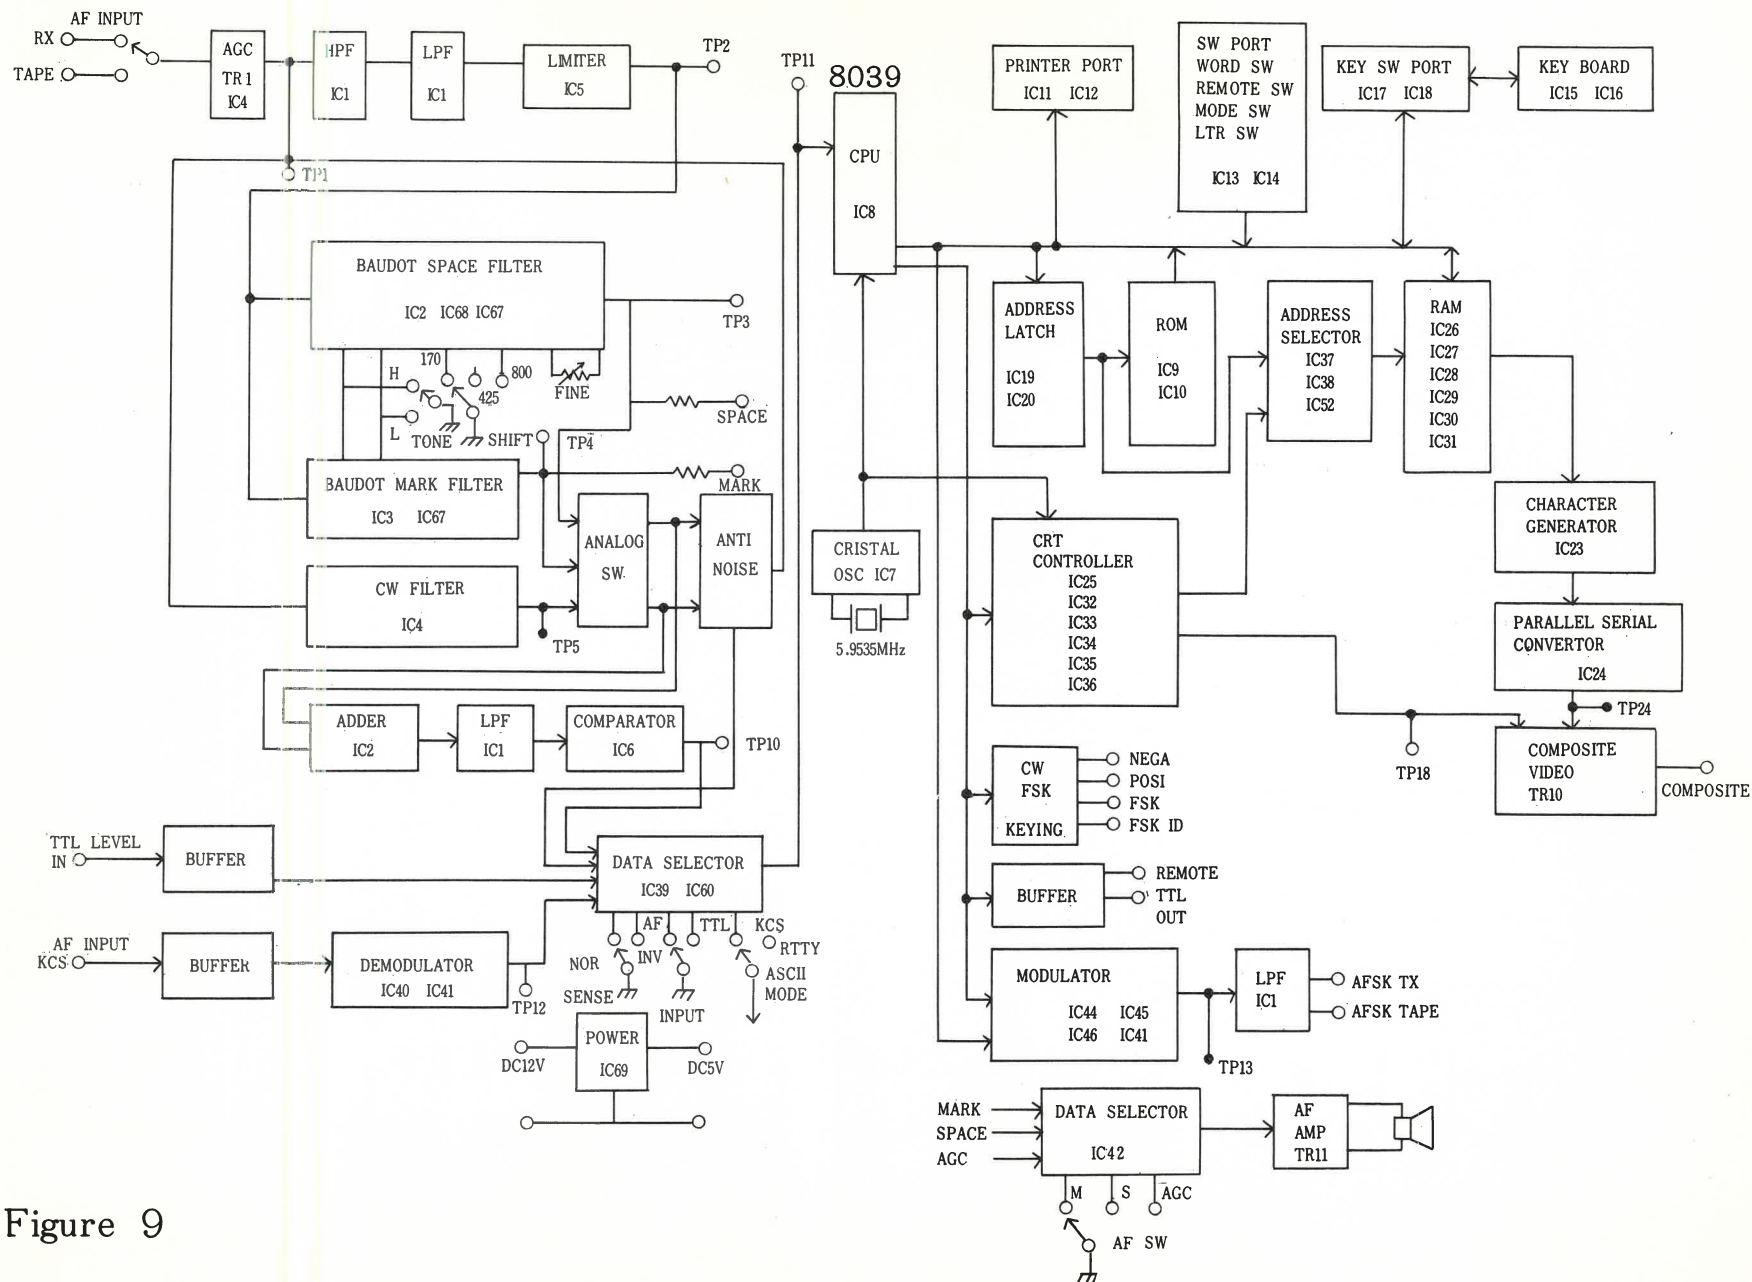 AF INPUT
RX
TAPE
AGC
TR1
IC4
HPF
IC1
LPF
IC1
LIMITER
IC5
TP2
TP1
TP11
8039
CPU
IC8
PRINTER PORT
IC11 IC12
SW PORT
WORD SW
REMOTE SW
MODE SW
LTR SW
IC13 IC14
KEY SW PORT
IC17 IC18
KEY BOARD
IC15 IC16
BAUDOT SPACE FILTER
IC2 IC68 IC67
TP3
H
L
TONE
170
425
800
FINE
SPACE
SHIFT
TP4
MARK
BAUDOT MARK FILTER
IC3 IC67
CW FILTER
IC4
TP5
ANALOG
SW
ANTI
NOISE
ADDRESS
LATCH
IC19
IC20
ROM
IC9
IC10
ADDRESS
SELECTOR
IC37
IC38
IC52
RAM
IC26
IC27
IC28
IC29
IC30
IC31
CRISTAL
OSC IC7
5.9535MHz
CRT
CONTROLLER
IC25
IC32
IC33
IC34
IC35
IC36
CHARACTER
GENERATOR
IC23
PARALLEL SERIAL
CONVERTOR
IC24
TP24
TP18
COMPOSITE
VIDEO
TR10
COMPOSITE
ADDER
IC2
LPF
IC1
COMPARATOR
IC6
TP10
CW
FSK
KEYING
NEGA
POSI
FSK
FSK ID
TTL LEVEL
IN
BUFFER
DATA SELECTOR
IC39 IC60
BUFFER
REMOTE
TTL
OUT
AF INPUT
KCS
BUFFER
DEMODULATOR
IC40 IC41
TP12
NOR
INV
SENSE
AF
TTL
INPUT
KCS
RTTY
ASCII
MODE
MODULATOR
IC44 IC45
IC46 IC41
LPF
IC1
AFSK TX
AFSK TAPE
TP13
POWER
IC69
DC12V
DC5V
MARK
SPACE
AGC
DATA SELECTOR
IC42
M
S
AGC
AF SW
AF
AMP
TR11
Figure 9